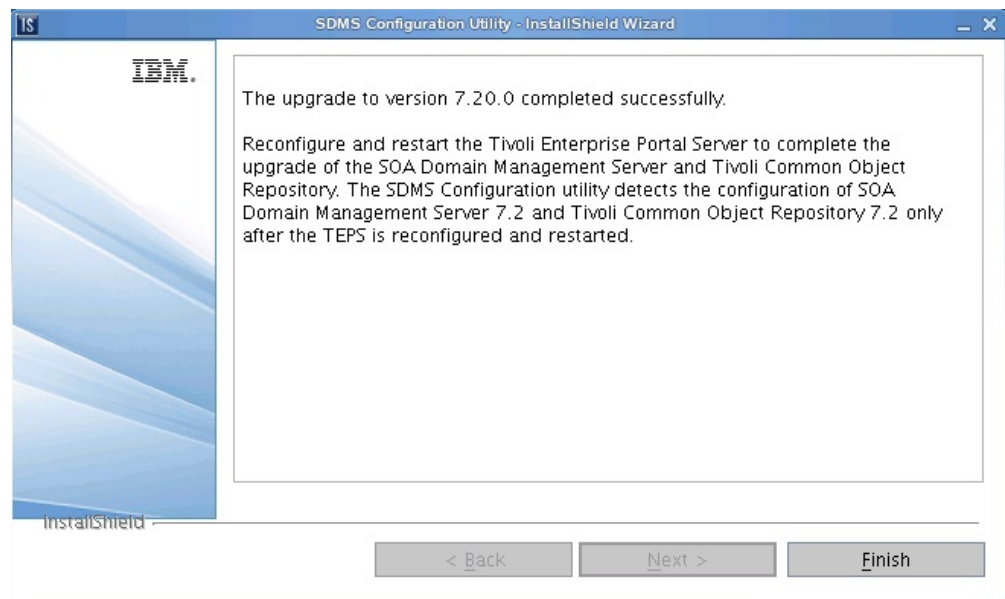 IS
SDMS Configuration Utility - InstallShield Wizard
IBM.
The upgrade to version 7.20.0 completed successfully.
Reconfigure and restart the Tivoli Enterprise Portal Server to complete the
upgrade of the SOA Domain Management Server and Tivoli Common Object
Repository. The SDMS Configuration utility detects the configuration of SOA
Domain Management Server 7.2 and Tivoli Common Object Repository 7.2 only
after the TEPS is reconfigured and restarted.
InstallShield
< Back
Next >
Finish